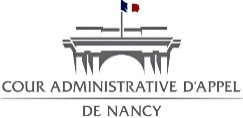 COUR ADMINISTRATIVE D'APPEL
DE NANCY